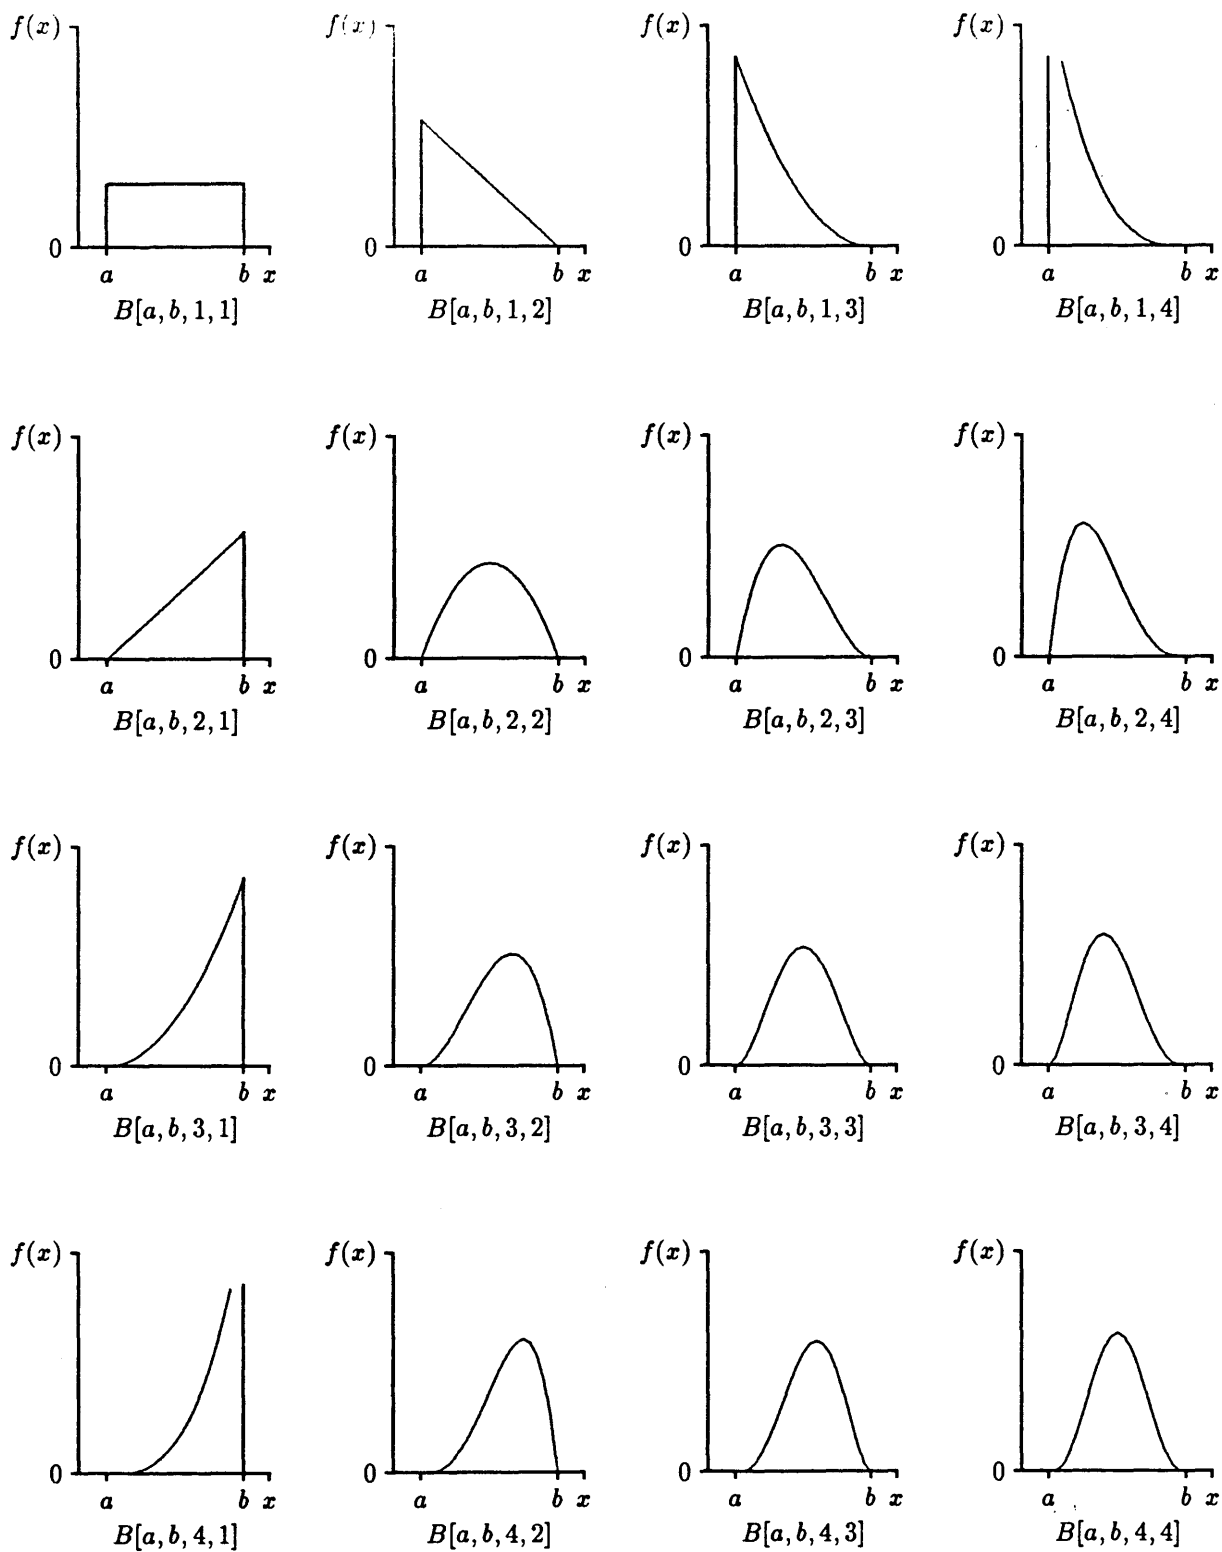 f(x) f(x) f(x) f(x)
0 0 0 0
a b x a b x a b x a b x
B[a, b, 1, 1] B[a, b, 1, 2] B[a, b, 1, 3] B[a, b, 1, 4]
f(x) f(x) f(x) f(x)
0 0 0 0
a b x a b x a b x a b x
B[a, b, 2, 1] B[a, b, 2, 2] B[a, b, 2, 3] B[a, b, 2, 4]
f(x) f(x) f(x) f(x)
0 0 0 0
a b x a b x a b x a b x
B[a, b, 3, 1] B[a, b, 3, 2] B[a, b, 3, 3] B[a, b, 3, 4]
f(x) f(x) f(x) f(x)
0 0 0 0
a b x a b x a b x a b x
B[a, b, 4, 1] B[a, b, 4, 2] B[a, b, 4, 3] B[a, b, 4, 4]